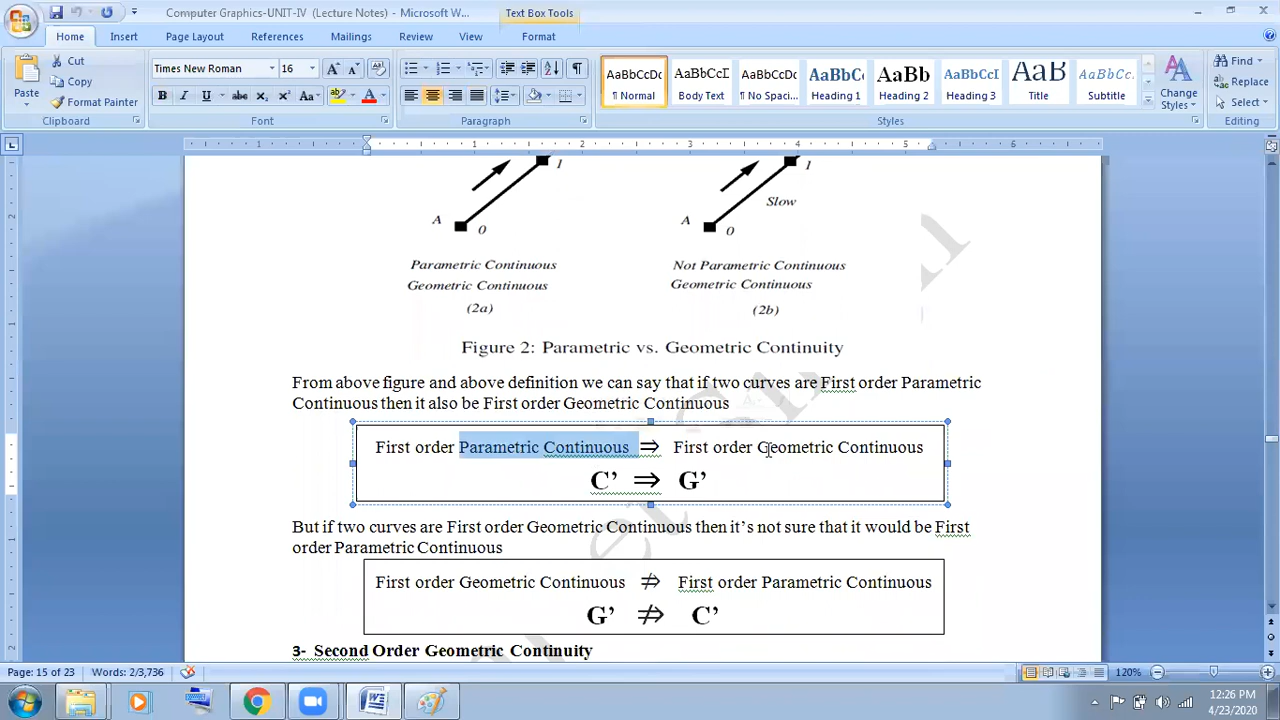 Computer Graphics-UNIT-IV (Lecture Notes) - Microsoft W...
Text Box Tools
Home
Insert
Page Layout
References
Mailings
Review
View
Format
Paste
Cut
Copy
Format Painter
Clipboard
Times New Roman
16
Font
Paragraph
AaBbCcDc
¶ Normal
AaBbCcI
Body Text
AaBbCcDc
¶ No Spaci...
AaBbCc
Heading 1
AaBb
Heading 2
AaBbCcI
Heading 3
AaB
Title
AaBbCcI
Subtitle
Change
Styles
Styles
Find
Replace
Select
Editing
1 1 2 3 4 5 6
A 0 1
A 0 1
Slow
Parametric Continuous
Geometric Continuous
(2a)
Not Parametric Continuous
Geometric Continuous
(2b)
Figure 2: Parametric vs. Geometric Continuity
From above figure and above definition we can say that if two curves are First order Parametric
Continuous then it also be First order Geometric Continuous
First order Parametric Continuous ⇒ First order Geometric Continuous
C’ ⇒ G’
But if two curves are First order Geometric Continuous then it’s not sure that it would be First
order Parametric Continuous
First order Geometric Continuous ⇏ First order Parametric Continuous
G’ ⇏ C’
3- Second Order Geometric Continuity
Page: 15 of 23
Words: 2/3,736
120%
12:26 PM
4/23/2020